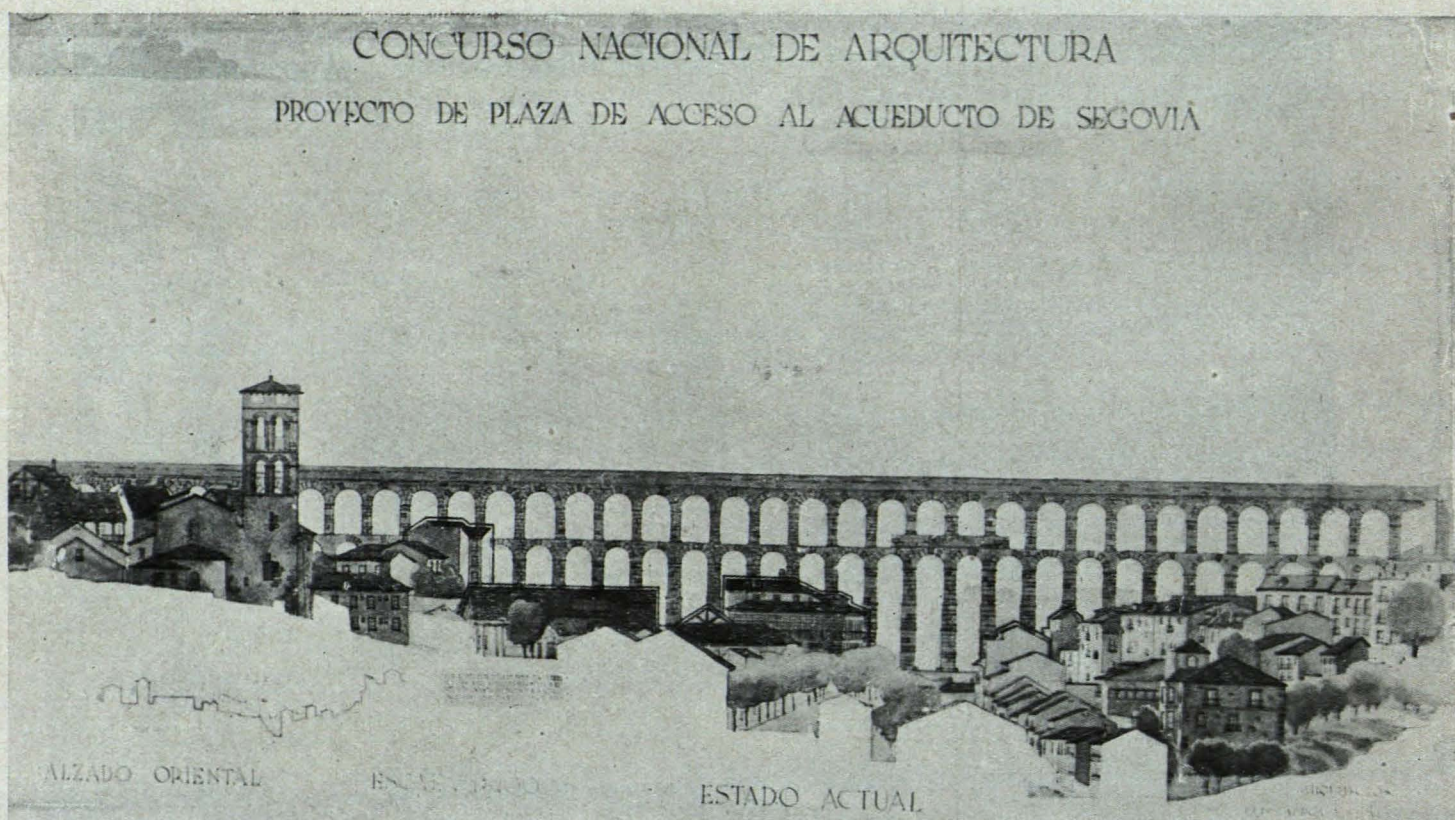 CONCURSO NACIONAL DE ARQUITECTURA
PROYECTO DE PLAZA DE ACCESO AL ACUEDUCTO DE SEGOVIA
ALZADO ORIENTAL
ESTADO ACTUAL